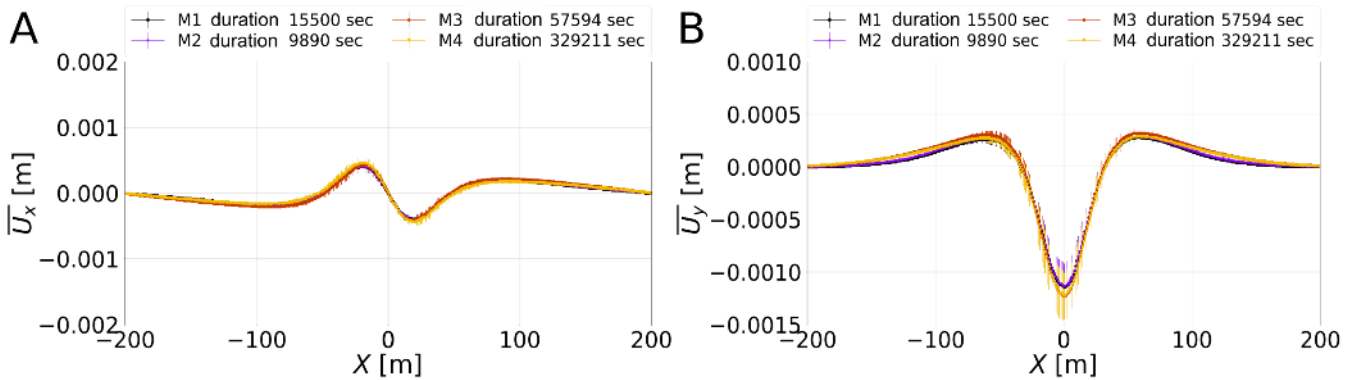 A
M1 duration 15500 sec
M3 duration 57594 sec
M2 duration 9890 sec
M4 duration 329211 sec
0.002
0.001
0.000
−0.001
−0.002
U̅x [m]
−200
−100
0
100
200
X [m]
B
M1 duration 15500 sec
M3 duration 57594 sec
M2 duration 9890 sec
M4 duration 329211 sec
0.0010
0.0005
0.0000
−0.0005
−0.0010
−0.0015
U̅y [m]
−200
−100
0
100
200
X [m]